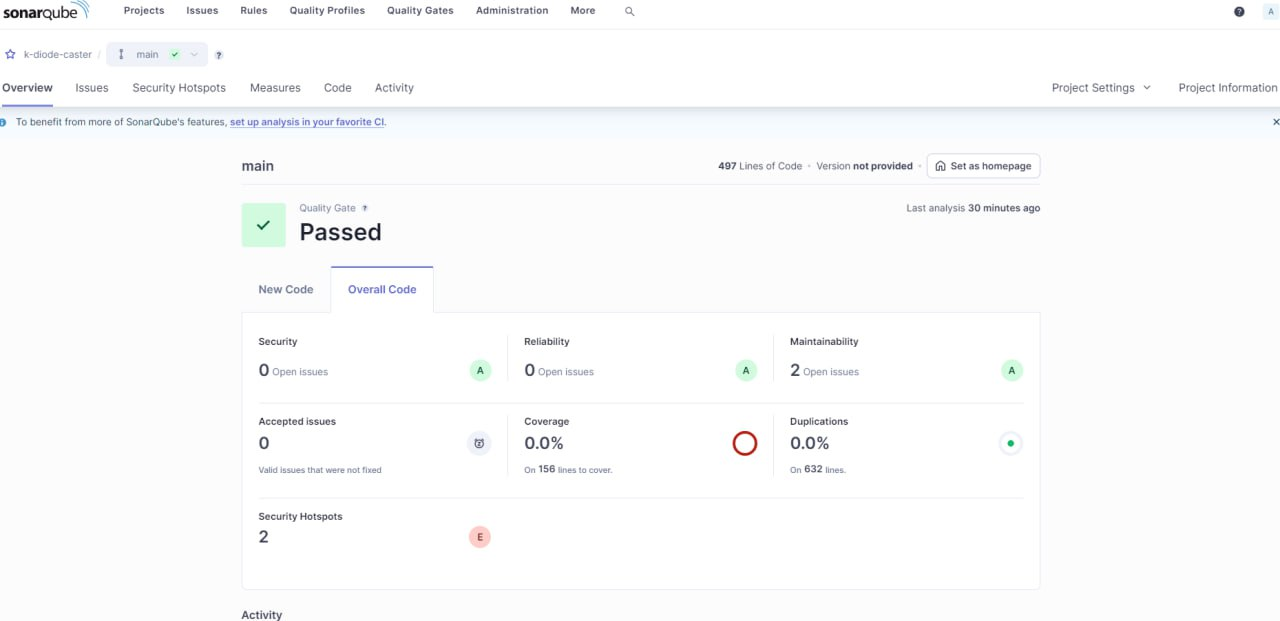 sonarqube Projects Issues Rules Quality Profiles Quality Gates Administration More ? A
k-diode-caster / main ?
Overview Issues Security Hotspots Measures Code Activity Project Settings Project Information
To benefit from more of SonarQube's features, set up analysis in your favorite CI.
main 497 Lines of Code • Version not provided • Set as homepage
Quality Gate ? Last analysis 30 minutes ago
Passed
New Code Overall Code
Security Reliability Maintainability
0 Open issues A 0 Open issues A 2 Open issues A
Accepted issues Coverage Duplications
0 0.0% 0.0%
Valid issues that were not fixed On 156 lines to cover. On 632 lines.
Security Hotspots
2 E
Activity